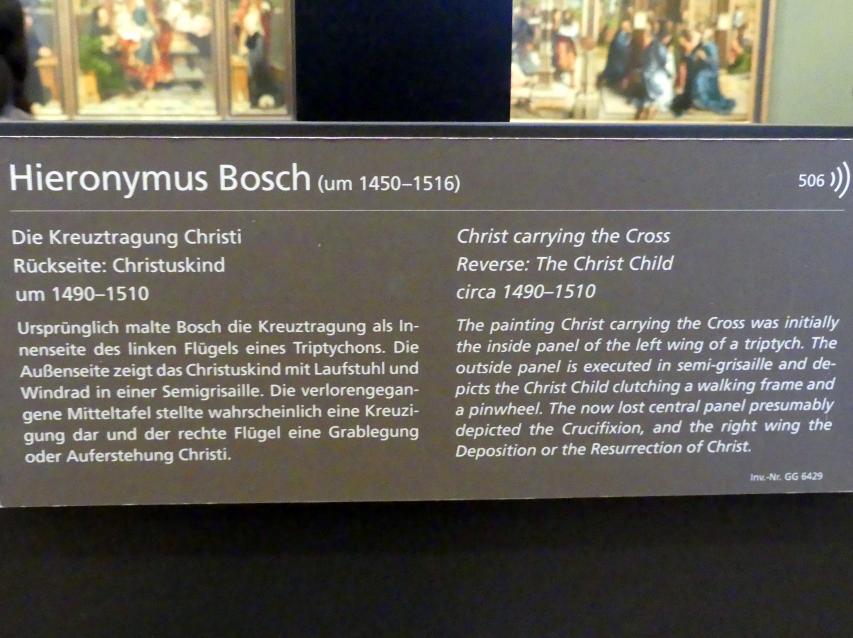 Hieronymus Bosch (um 1450–1516)
506
Die Kreuztragung Christi
Rückseite: Christuskind
um 1490–1510
Ursprünglich malte Bosch die Kreuztragung als In-
nenseite des linken Flügels eines Triptychons. Die
Außenseite zeigt das Christuskind mit Laufstuhl und
Windrad in einer Semigrisaille. Die verlorengegan-
gene Mitteltafel stellte wahrscheinlich eine Kreuzi-
gung dar und der rechte Flügel eine Grablegung
oder Auferstehung Christi.
Christ carrying the Cross
Reverse: The Christ Child
circa 1490–1510
The painting Christ carrying the Cross was initially
the inside panel of the left wing of a triptych. The
outside panel is executed in semi-grisaille and de-
picts the Christ Child clutching a walking frame and
a pinwheel. The now lost central panel presumably
depicted the Crucifixion, and the right wing the
Deposition or the Resurrection of Christ.
Inv.-Nr. GG 6429